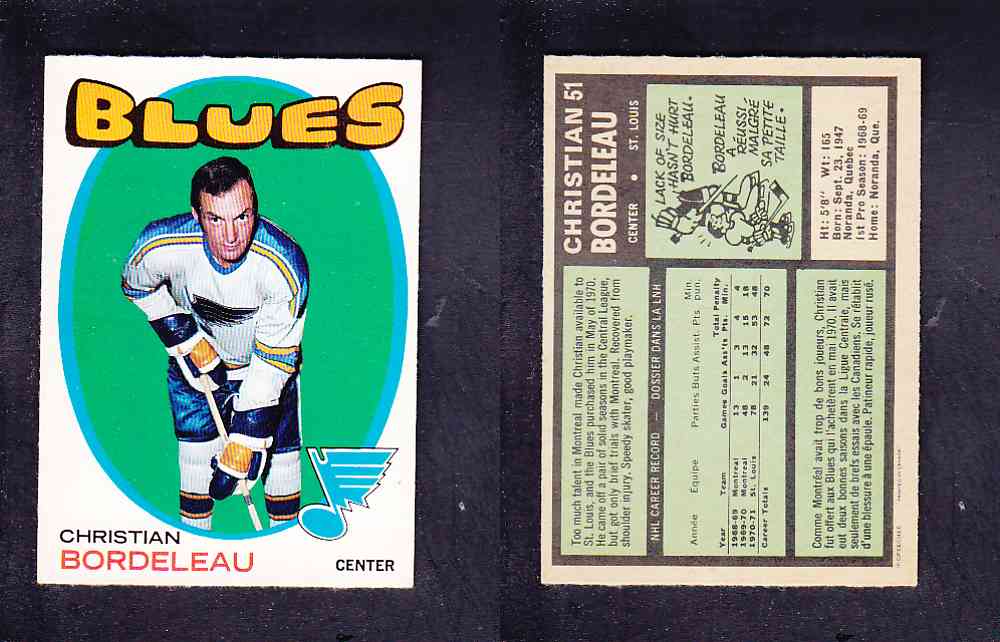 BLUES
CHRISTIAN
BORDELEAU
CENTER
CHRISTIAN 51
BORDELEAU
CENTER • ST. LOUIS
LACK OF SIZE
HASN'T HURT
BORDELEAU.
BORDELEAU
A
RÉUSSI
MALGRÉ
SA PETITE
TAILLE.
Ht: 5'8" Wt: 165
Born: Sept. 23, 1947
Noranda, Quebec
1st Pro Season: 1968-69
Home: Noranda, Que.
Too much talent in Montreal made Christian available to
St. Louis and the Blues purchased him in May of 1970.
He came off a pair of solid seasons in the Central League,
but got only brief trials with Montreal. Recovered from
shoulder injury. Speedy skater, good playmaker.
NHL CAREER RECORD — DOSSIER DANS LA LNH
Année Equipe Parties Buts Assist. Pts. Min. pun.
Year Team Games Goals Ass'ts Total Pts. Penalty Min.
1968-69 Montreal 13 1 3 4 4
1969-70 Montreal 48 2 13 15 18
1970-71 St. Louis 78 21 32 53 48
Career Totals 139 24 48 72 70
Comme Montréal avait trop de bons joueurs, Christian
fut offert aux Blues qui l'achetèrent en mai 1970. Il avait
eut deux bonnes saisons dans la Ligue Centrale, mais
seulement de brefs essais avec les Canadiens. Se rétablit
d'une blessure à une épaule. Patineur rapide, joueur rusé.
PRINTED IN CANADA